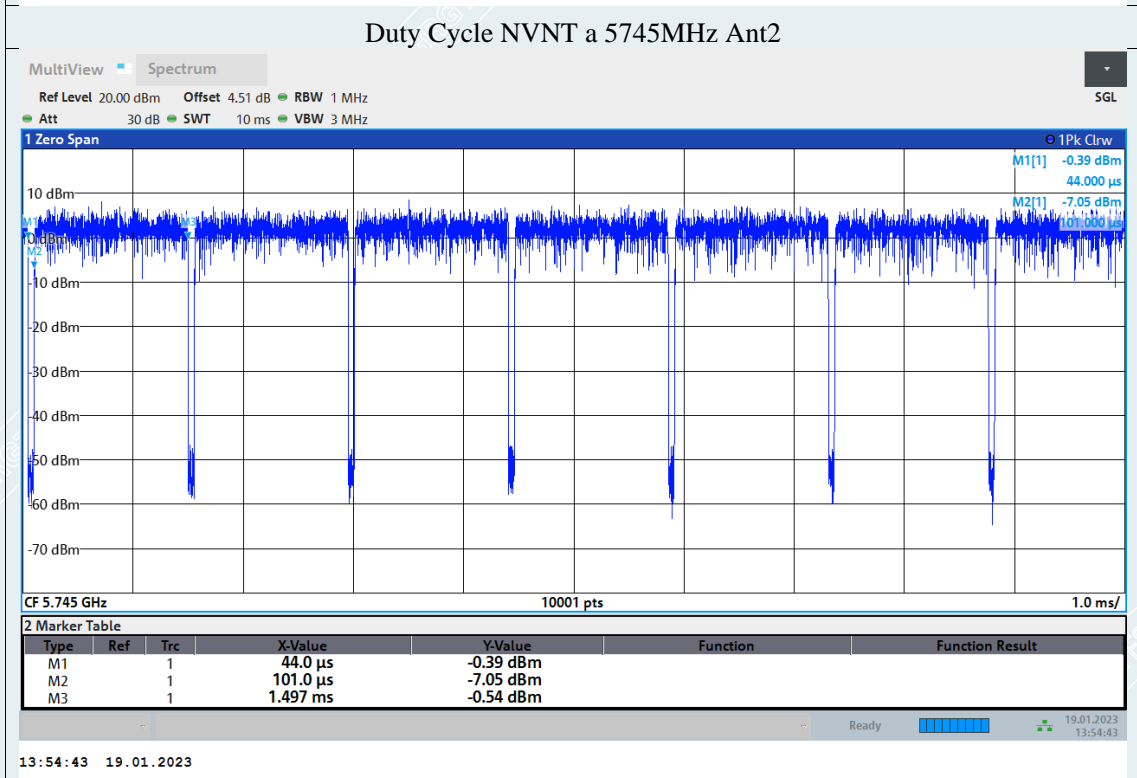 Duty Cycle NVNT a 5745MHz Ant2
MultiView Spectrum
Ref Level 20.00 dBm Offset 4.51 dB RBW 1 MHz SGL
Att 30 dB SWT 10 ms VBW 3 MHz
1 Zero Span 1Pk Clrw
M1[1] -0.39 dBm
44.000 µs
M2[1] -7.05 dBm
101.000 µs
10 dBm
M1 M3
0 dBm
M2
-10 dBm
-20 dBm
-30 dBm
-40 dBm
-50 dBm
-60 dBm
-70 dBm
CF 5.745 GHz 10001 pts 1.0 ms/
2 Marker Table
Type Ref Trc X-Value Y-Value Function Function Result
M1 1 44.0 µs -0.39 dBm
M2 1 101.0 µs -7.05 dBm
M3 1 1.497 ms -0.54 dBm
Ready 19.01.2023
13:54:43
13:54:43 19.01.2023